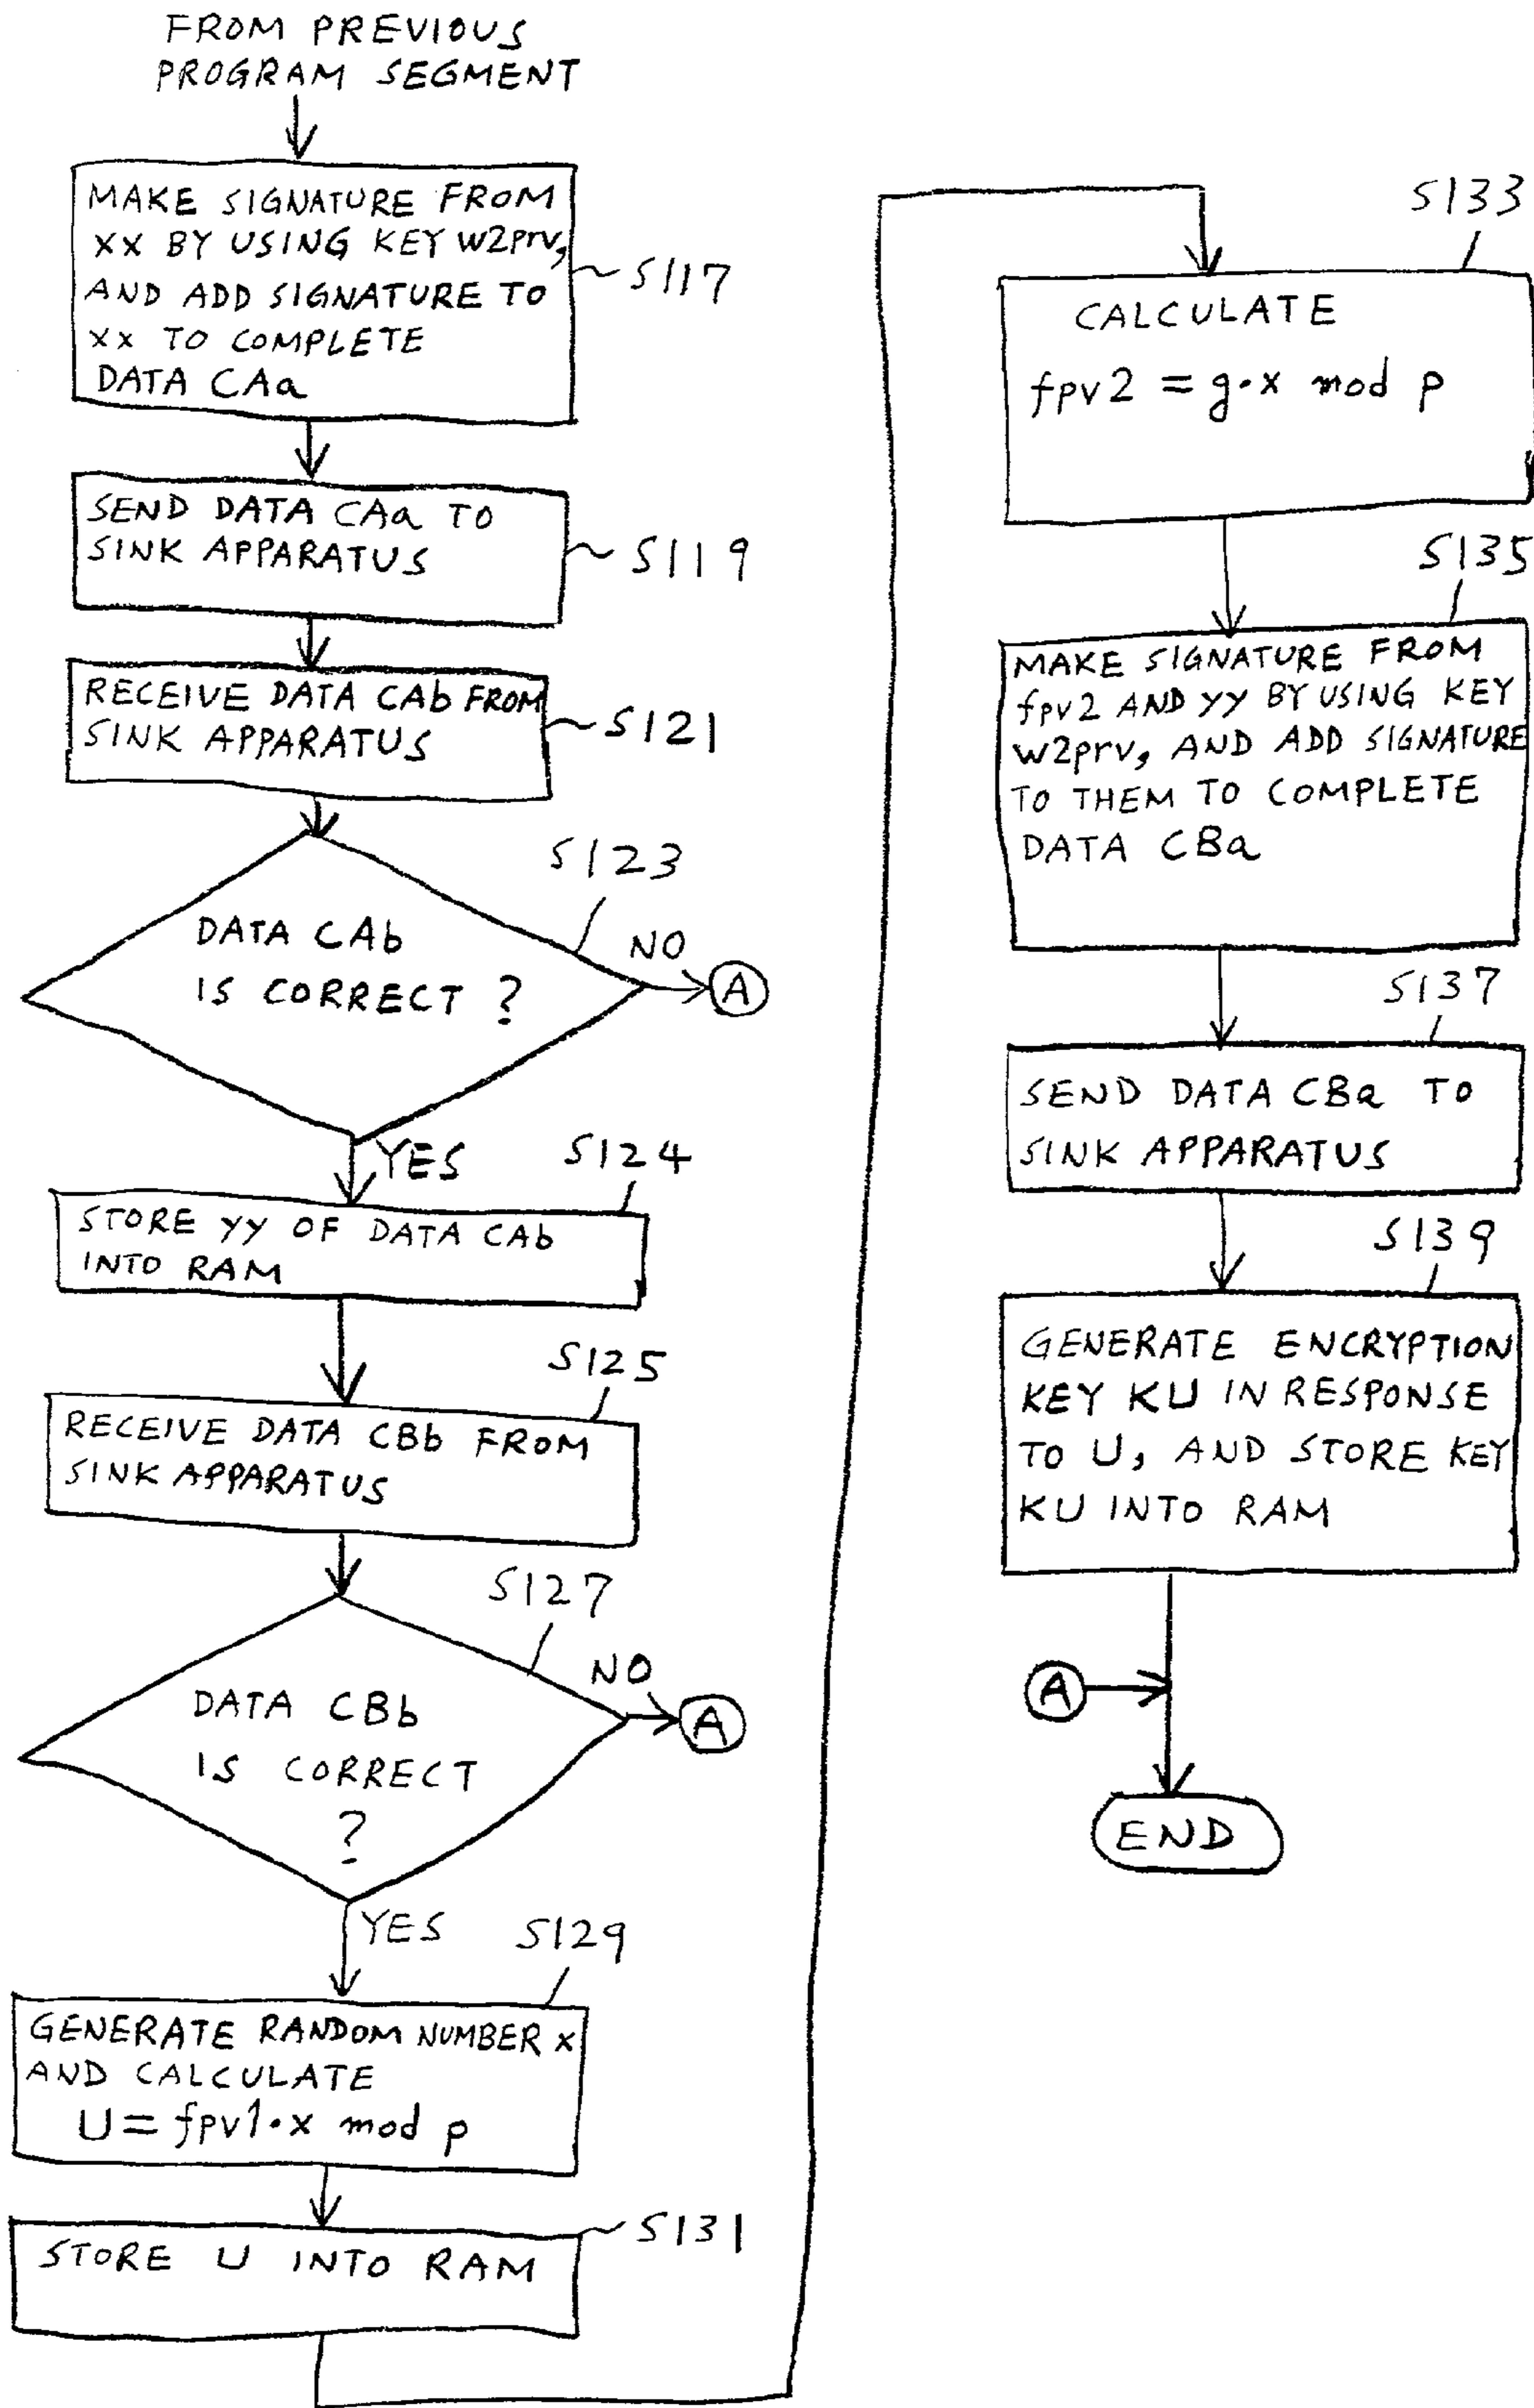 FROM PREVIOUS
PROGRAM SEGMENT
MAKE SIGNATURE FROM
xx BY USING KEY w2prv,
AND ADD SIGNATURE TO
xx TO COMPLETE
DATA CAa
S117
SEND DATA CAa TO
SINK APPARATUS
S119
RECEIVE DATA CAb FROM
SINK APPARATUS
S121
S123
DATA CAb
IS CORRECT ?
NO
A
YES
S124
STORE yy OF DATA CAb
INTO RAM
S125
RECEIVE DATA CBb FROM
SINK APPARATUS
S127
DATA CBb
IS CORRECT
?
NO
A
YES
S129
GENERATE RANDOM NUMBER x
AND CALCULATE
U = fpv1·x mod p
S131
STORE U INTO RAM
S133
CALCULATE
fpv2 = g·x mod p
S135
MAKE SIGNATURE FROM
fpv2 AND yy BY USING KEY
w2prv, AND ADD SIGNATURE
TO THEM TO COMPLETE
DATA CBa
S137
SEND DATA CBa TO
SINK APPARATUS
S139
GENERATE ENCRYPTION
KEY KU IN RESPONSE
TO U, AND STORE KEY
KU INTO RAM
A
END